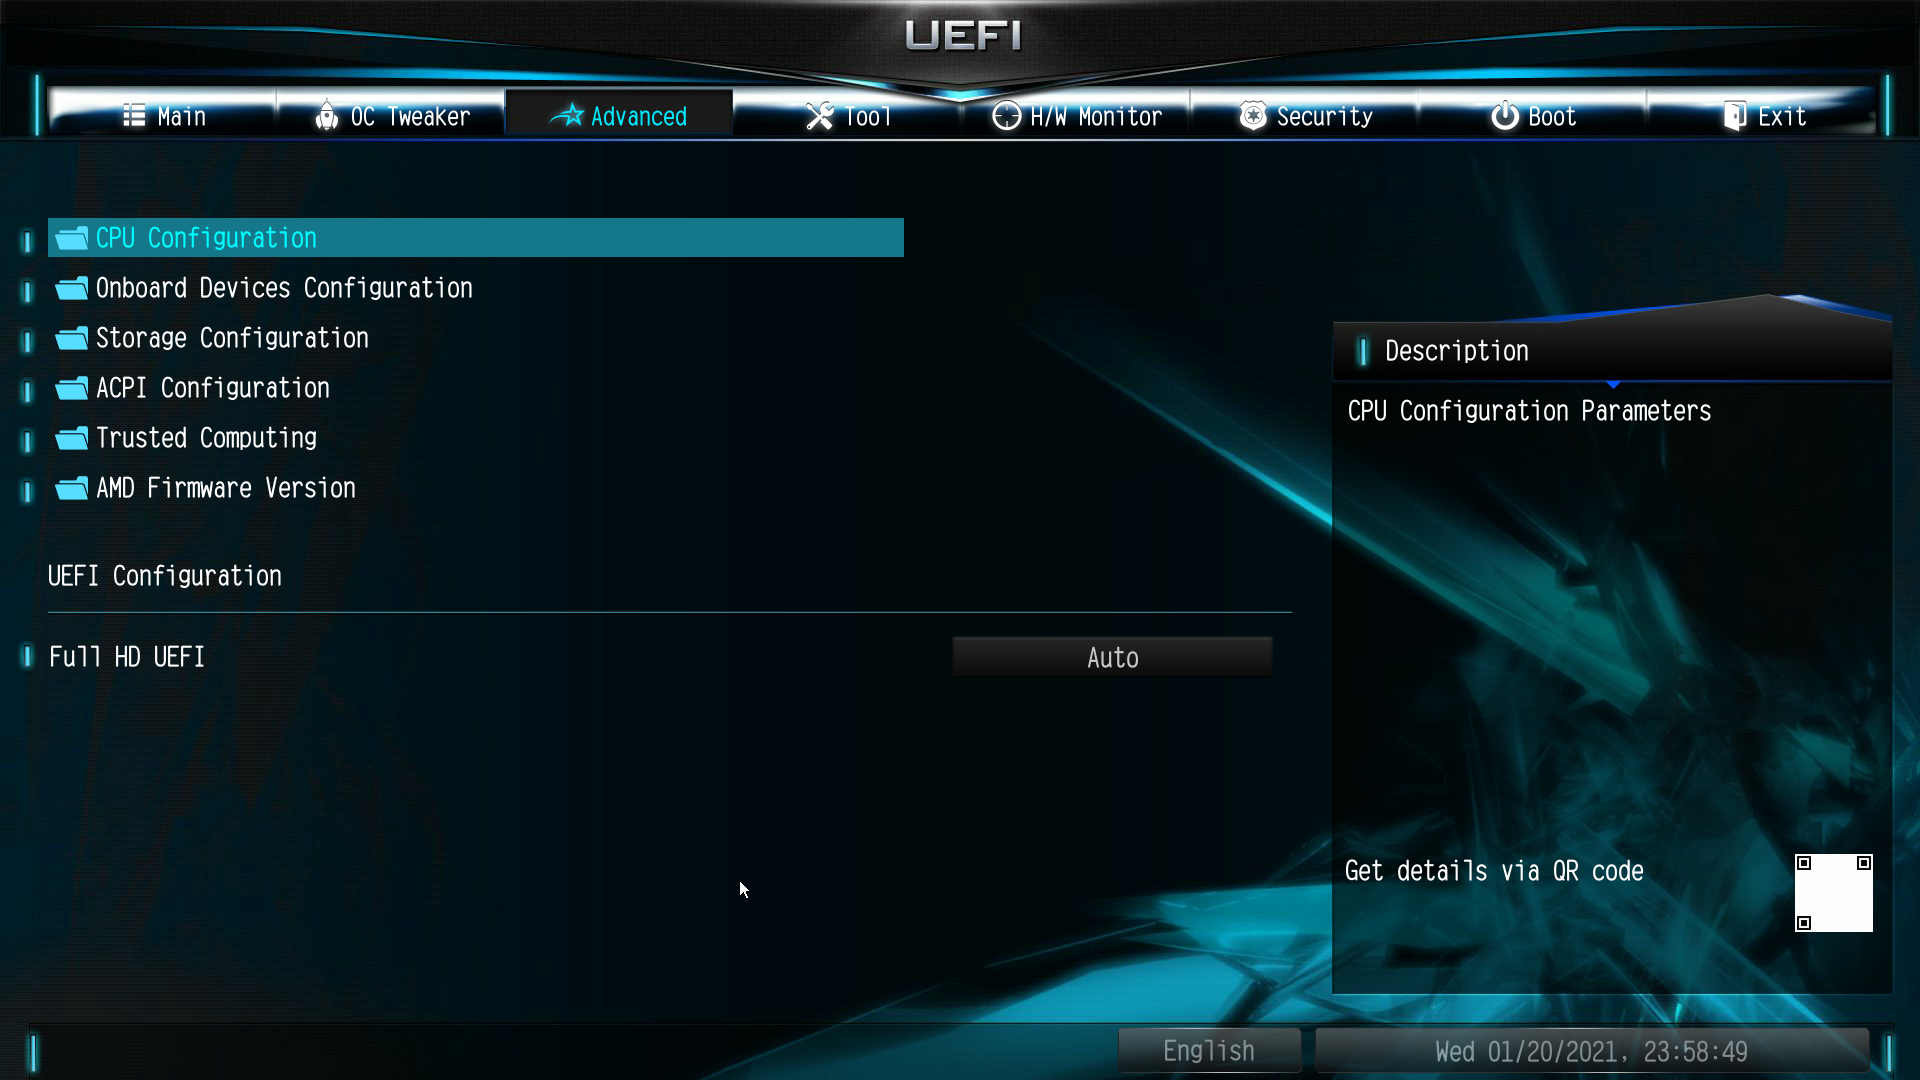 UEFI
Main
OC Tweaker
Advanced
Tool
H/W Monitor
Security
Boot
Exit
CPU Configuration
Onboard Devices Configuration
Storage Configuration
ACPI Configuration
Trusted Computing
AMD Firmware Version
UEFI Configuration
Full HD UEFI
Auto
Description
CPU Configuration Parameters
Get details via QR code
English
Wed 01/20/2021, 23:58:49